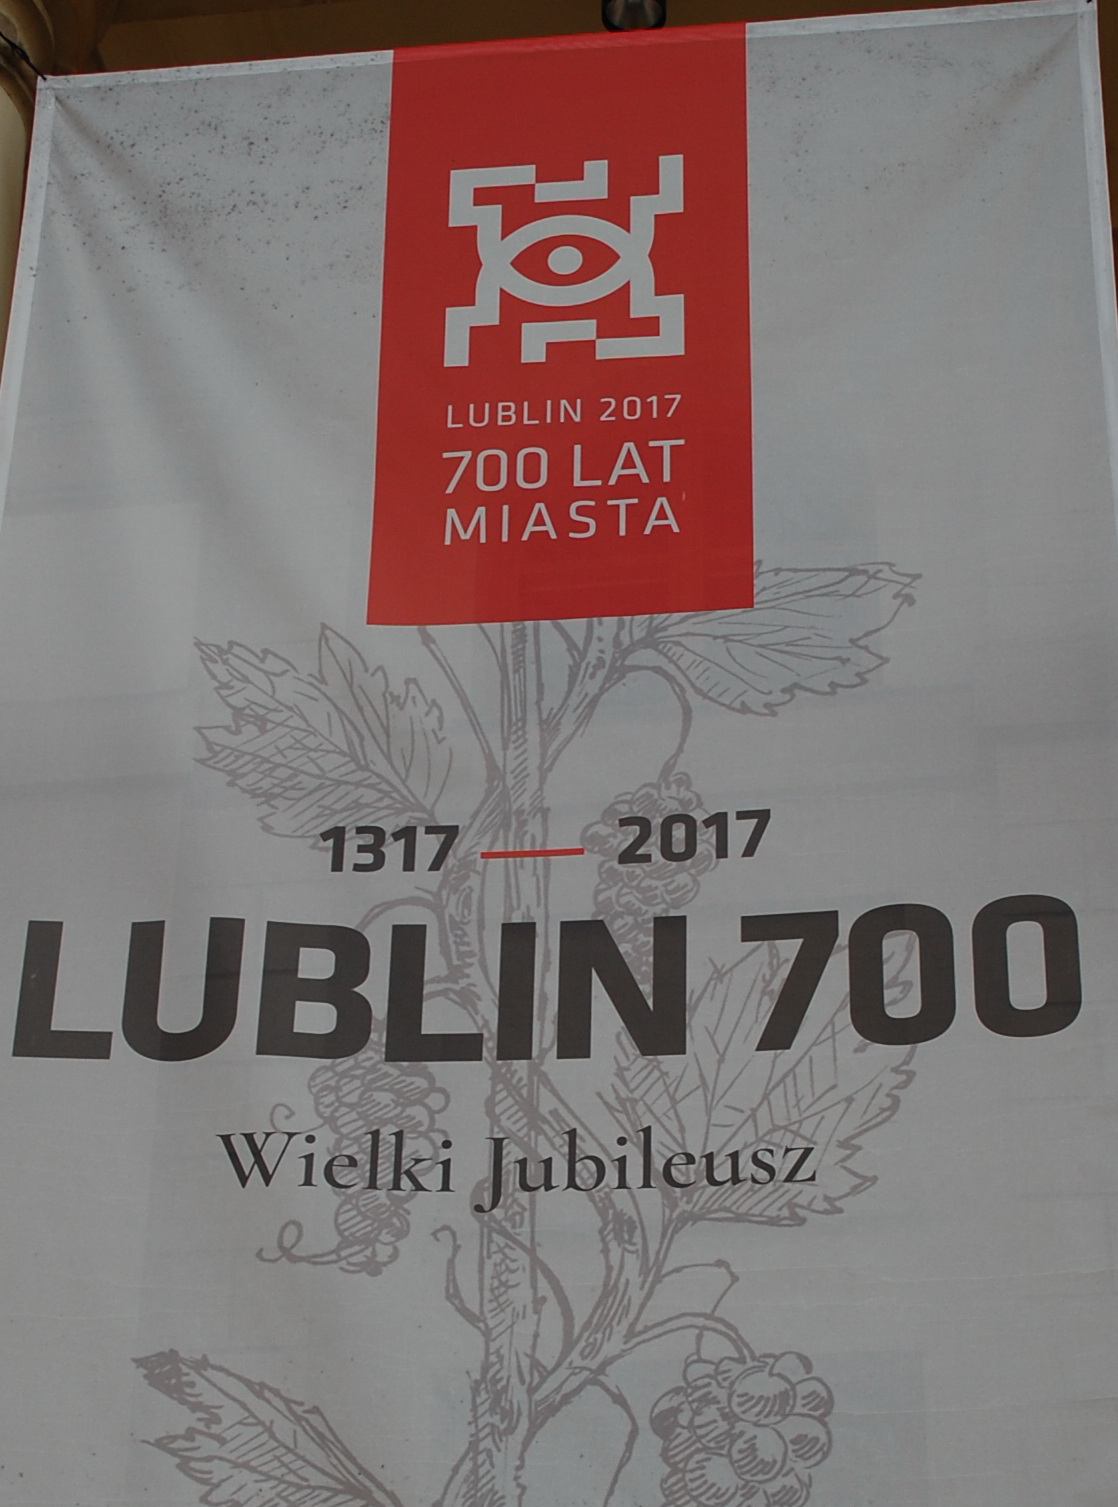 LUBLIN 2017
700 LAT
MIASTA
1317 — 2017
LUBLIN 700
Wielki Jubileusz